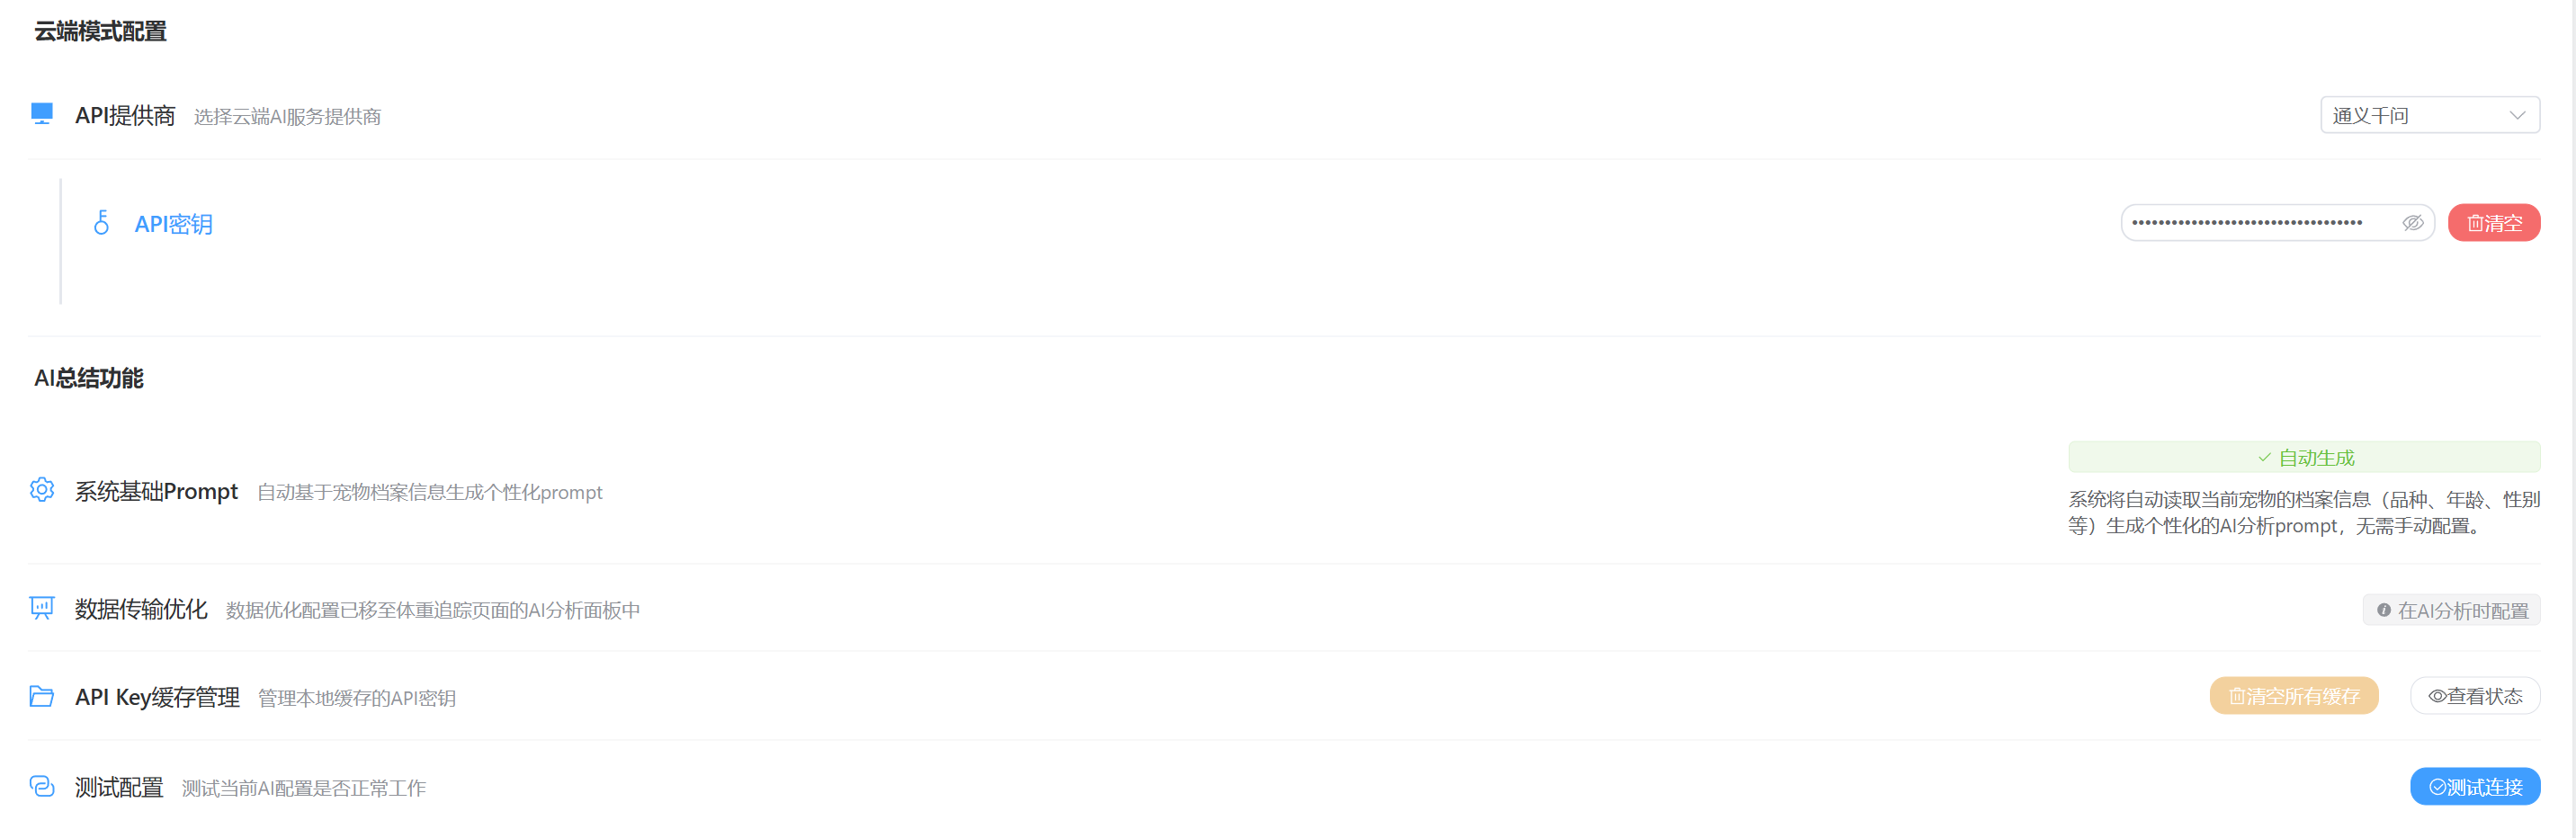 云端模式配置
API提供商 选择云端AI服务提供商 通义千问
API密钥 ••••••••••••••••••••••••••••••••••• 清空
AI总结功能
自动生成
系统基础Prompt 自动基于宠物档案信息生成个性化prompt
系统将自动读取当前宠物的档案信息（品种、年龄、性别
等）生成个性化的AI分析prompt，无需手动配置。
数据传输优化 数据优化配置已移至体重追踪页面的AI分析面板中 在AI分析时配置
API Key缓存管理 管理本地缓存的API密钥 清空所有缓存 查看状态
测试配置 测试当前AI配置是否正常工作 测试连接